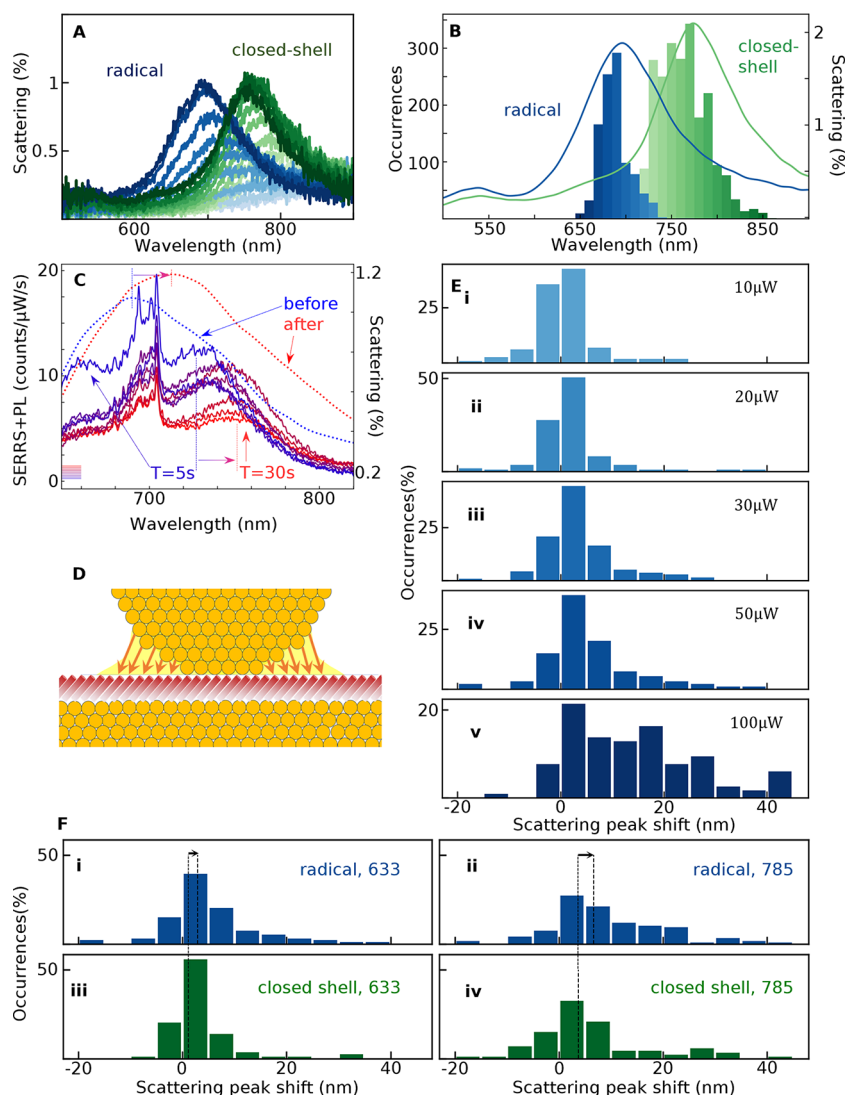 A
radical
closed-shell
Scattering (%)
1
0.5
600
800
Wavelength (nm)
B
radical
closed-
shell
Occurrences
300
200
100
2
1
Scattering (%)
550
650
750
850
Wavelength (nm)
C
before
after
SERRS+PL (counts/μW/s)
20
10
0
1.2
0.2
Scattering (%)
T=5s
T=30s
700
800
Wavelength (nm)
D
E
i
10μW
25
ii
20μW
50
iii
30μW
25
iv
50μW
25
v
100μW
20
Occurrences(%)
-20
0
20
40
Scattering peak shift (nm)
F
i
radical, 633
50
ii
radical, 785
iii
closed shell, 633
50
iv
closed shell, 785
Occurrences(%)
-20
0
20
40
Scattering peak shift (nm)
-20
0
20
40
Scattering peak shift (nm)